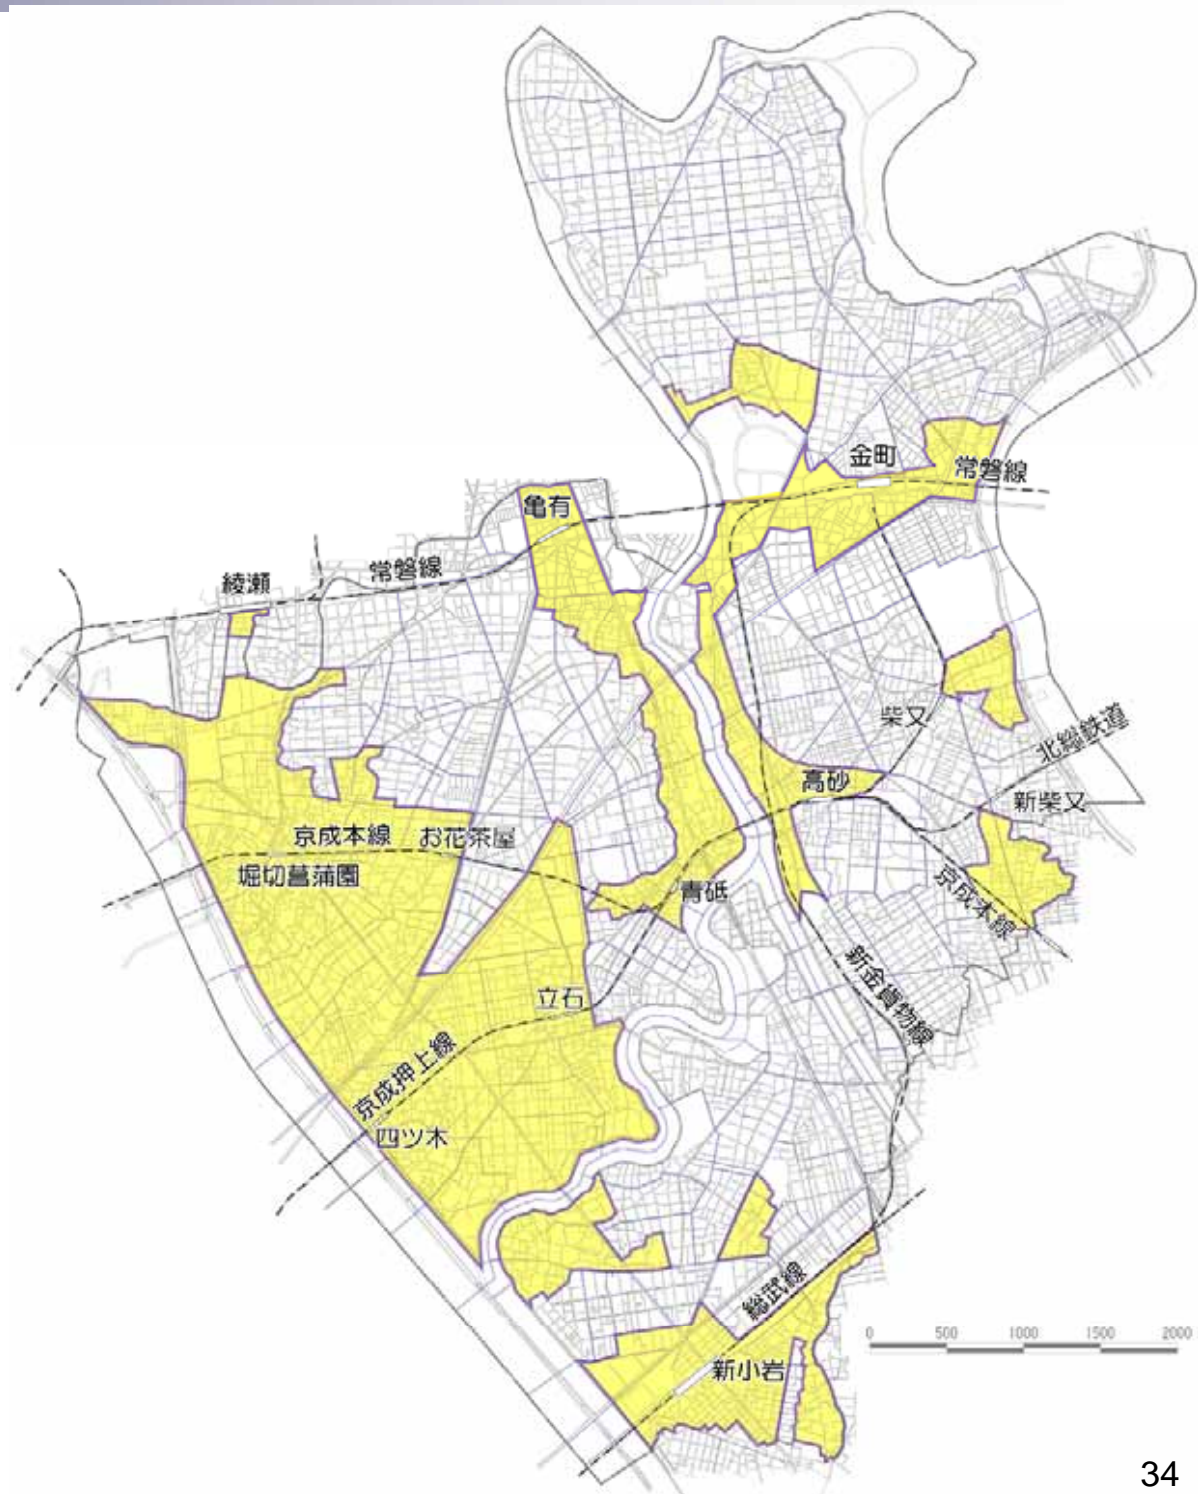 金町
常磐線
亀有
常磐線
綾瀬
柴又
北総鉄道
高砂
新柴又
京成本線
お花茶屋
堀切菖蒲園
青砥
京成本線
立石
新金貨物線
京成押上線
四ツ木
総武線
0 500 1000 1500 2000
新小岩
34